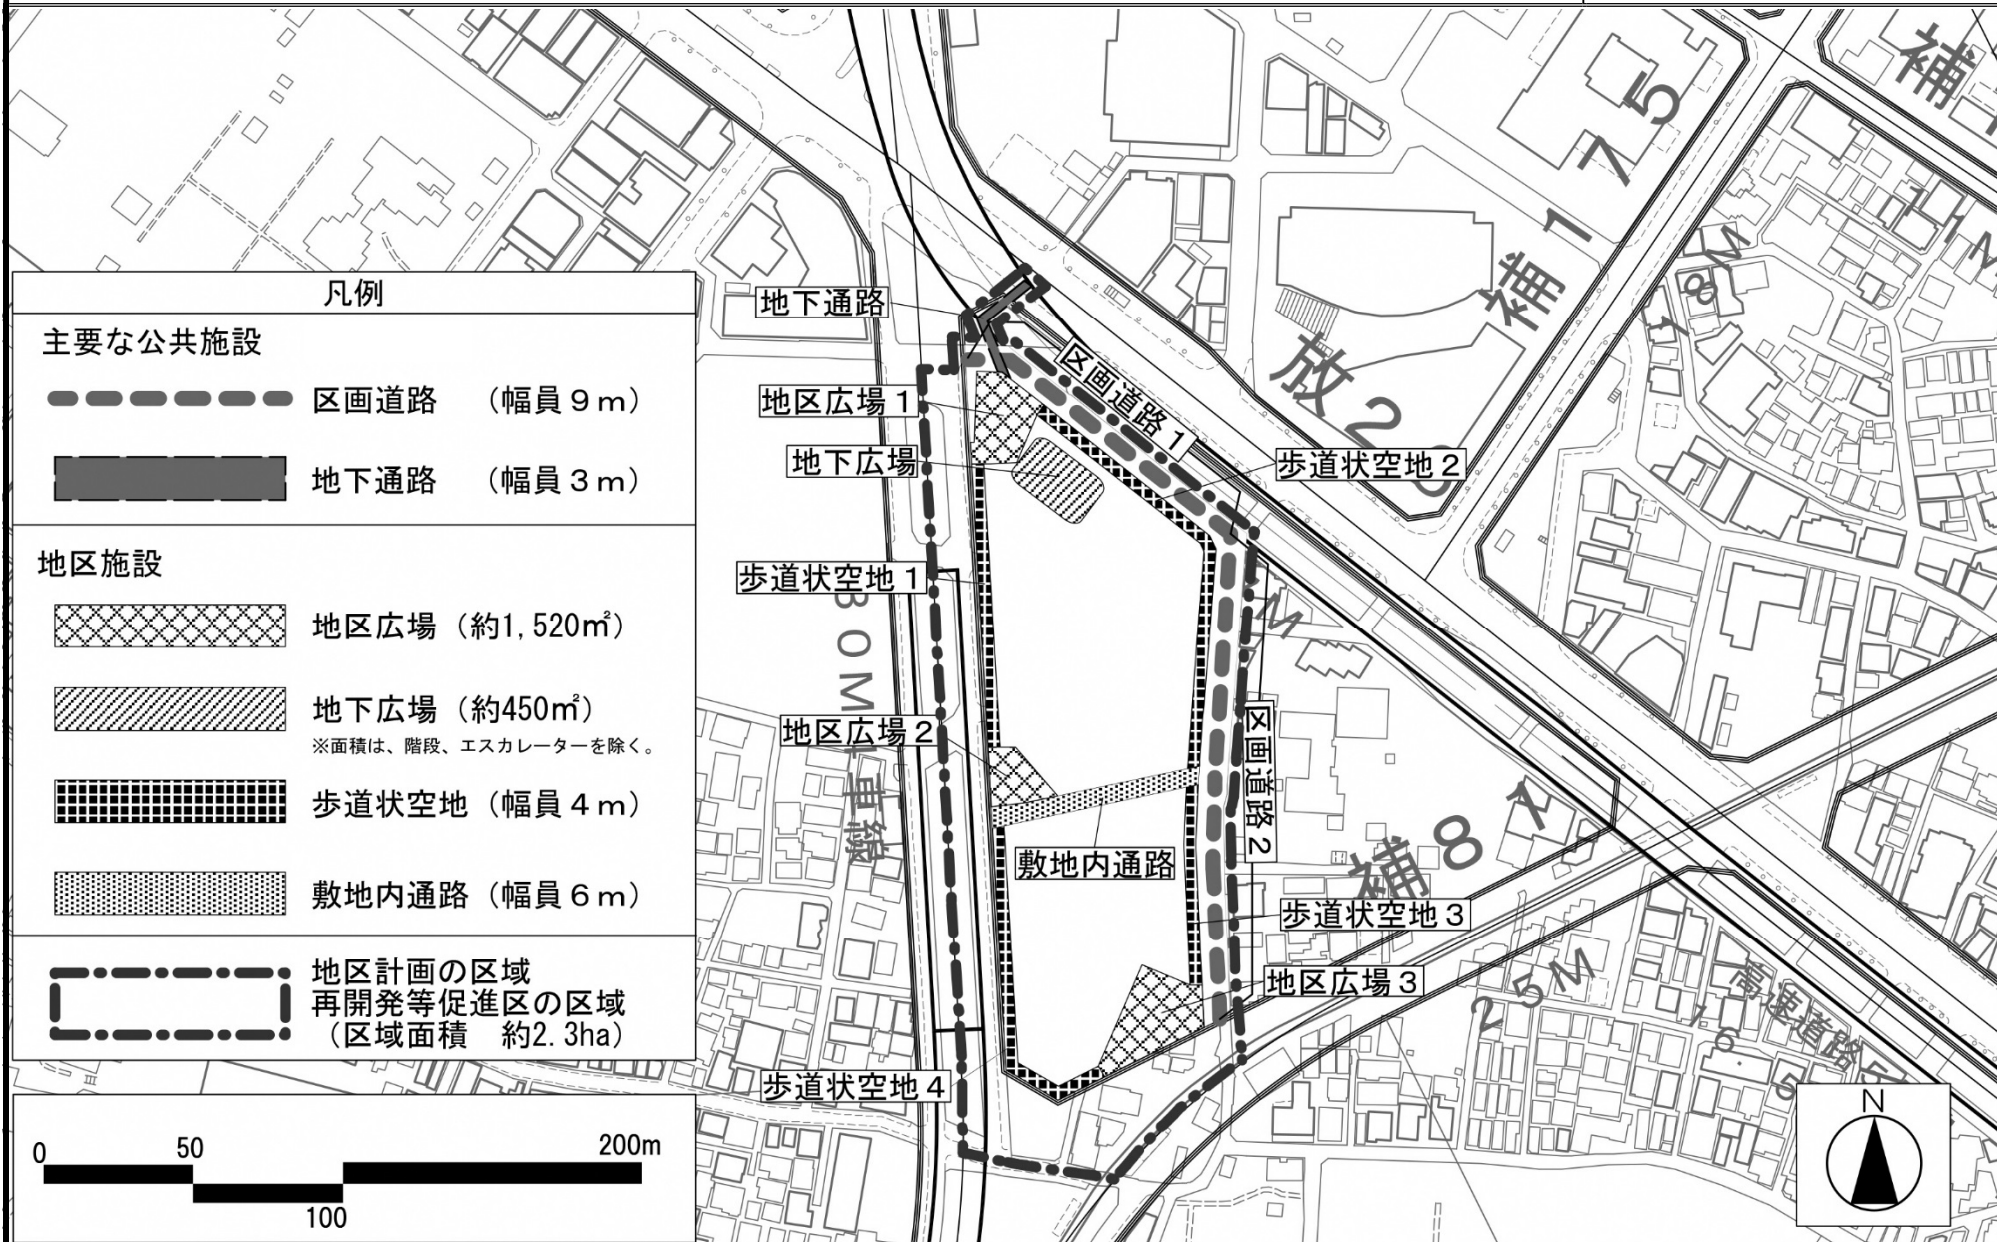 凡例
主要な公共施設
区画道路 （幅員９ｍ）
地下通路 （幅員３ｍ）
地区施設
地区広場（約1,520㎡）
地下広場（約450㎡）
※面積は、階段、エスカレーターを除く。
歩道状空地（幅員４ｍ）
敷地内通路（幅員６ｍ）
地区計画の区域
再開発等促進区の区域
（区域面積　約2.3ha）
0
50
100
200m
地下通路
区画道路１
地区広場１
地下広場
歩道状空地２
歩道状空地１
地区広場２
区画道路２
敷地内通路
歩道状空地３
地区広場３
歩道状空地４
補１７５
補
放２３
１８Ｍ
１１Ｍ
補８７
２５Ｍ
高速道路
１６.５
車線
N